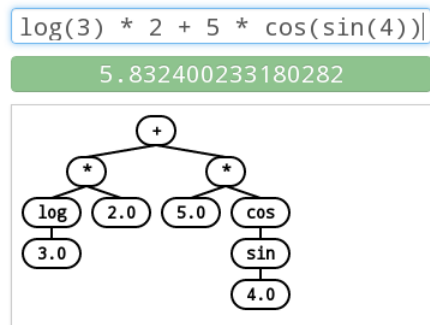 log(3) * 2 + 5 * cos(sin(4))
5.832400233180282
+
* *
log 2.0 5.0 cos
3.0 sin
4.0